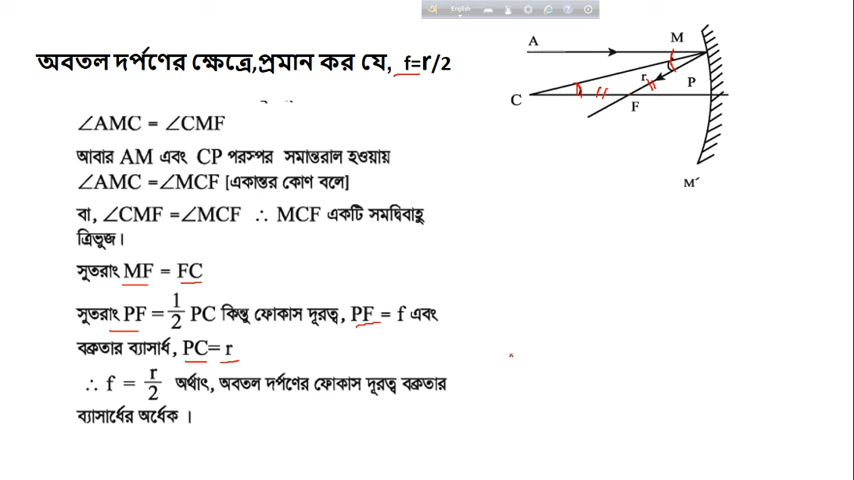 English
অবতল দর্পণের ক্ষেত্রে,প্রমান কর যে, f=r/2
A
M
r
P
C
F
M′
∠AMC = ∠CMF
আবার AM এবং CP পরস্পর সমান্তরাল হওয়ায়
∠AMC =∠MCF [একান্তর কোণ বলে]
বা, ∠CMF =∠MCF ∴ MCF একটি সমদ্বিবাহু
ত্রিভুজ।
সুতরাং MF = FC
সুতরাং PF = 1/2 PC কিন্তু ফোকাস দূরত্ব, PF = f এবং
বক্রতার ব্যাসার্ধ, PC= r
∴ f = r/2 অর্থাৎ, অবতল দর্পণের ফোকাস দূরত্ব বক্রতার
ব্যাসার্ধের অর্ধেক ।